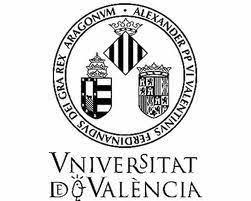 ALEXANDER PP VI VALENTINVS FERDINANDVS DEI GRA REX ARAGONVM
VNIVERSITAT
DE VALÈNCIA